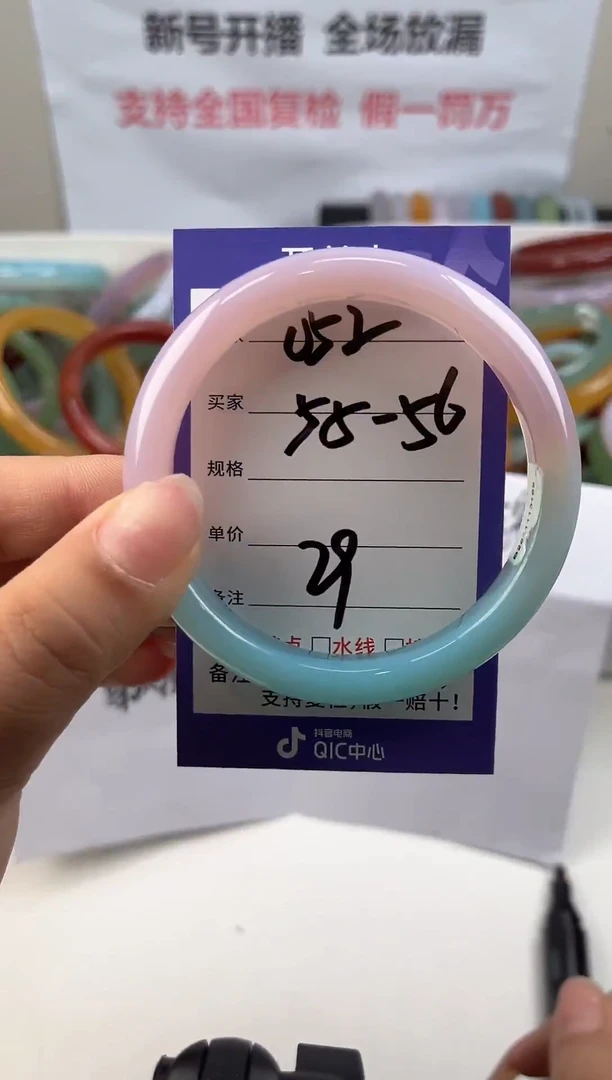 新号开播 全场放漏
支持全国复检 假一罚万
452
买家
58-56
规格
单价
29
备注
水线
备注
支持复检,假一赔十!
抖音电商
QIC中心